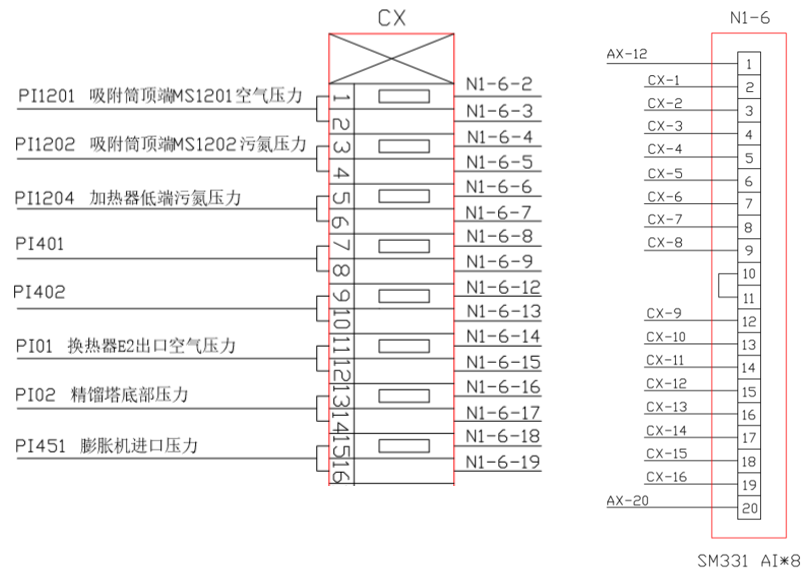 CX
PI1201 吸附筒顶端MS1201空气压力
PI1202 吸附筒顶端MS1202污氮压力
PI1204 加热器低端污氮压力
PI401
PI402
PI01 换热器E2出口空气压力
PI02 精馏塔底部压力
PI451 膨胀机进口压力
1
2
3
4
5
6
7
8
9
10
11
12
13
14
15
16
N1-6-2
N1-6-3
N1-6-4
N1-6-5
N1-6-6
N1-6-7
N1-6-8
N1-6-9
N1-6-12
N1-6-13
N1-6-14
N1-6-15
N1-6-16
N1-6-17
N1-6-18
N1-6-19
N1-6
AX-12 1
CX-1 2
CX-2 3
CX-3 4
CX-4 5
CX-5 6
CX-6 7
CX-7 8
CX-8 9
10
11
CX-9 12
CX-10 13
CX-11 14
CX-12 15
CX-13 16
CX-14 17
CX-15 18
CX-16 19
AX-20 20
SM331 AI*8